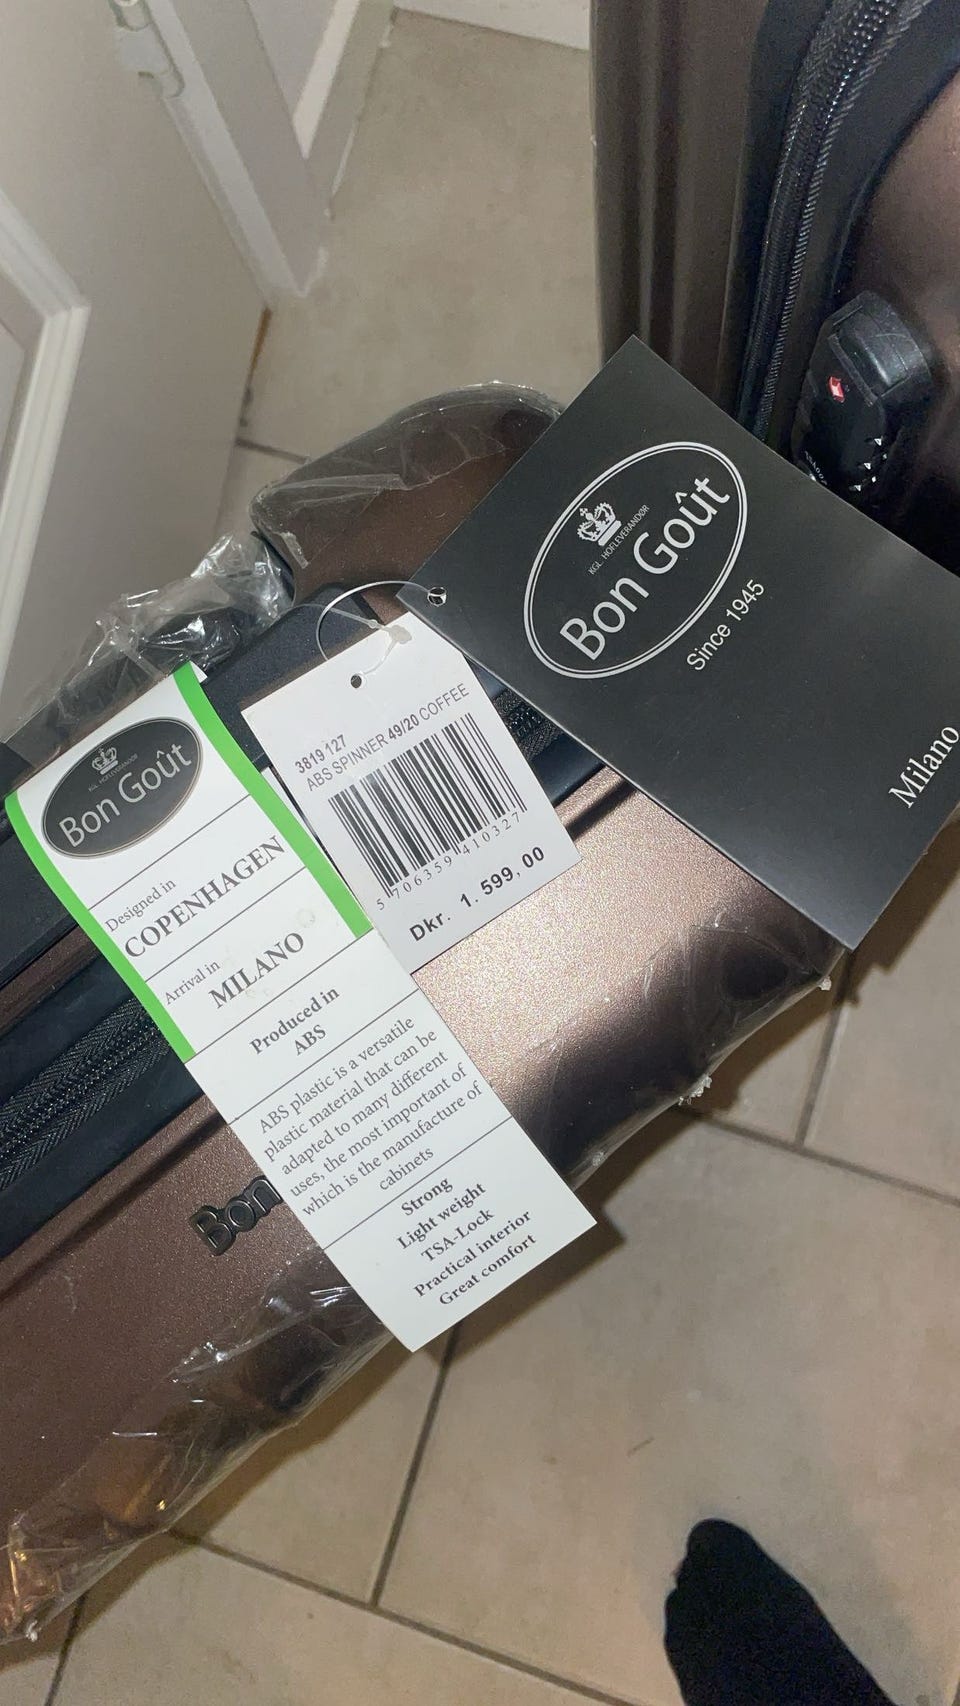 KGL. HOFLEVERANDØR
Bon Goût
Since 1945
Milano
3819 127
ABS SPINNER 49/20 COFFEE
5 706359 410327
Dkr. 1. 599, 00
KGL. HOFLEVERANDØR
Bon Goût
Designed in
COPENHAGEN
Arrival in
MILANO
Produced in
ABS
ABS plastic is a versatile
plastic material that can be
adapted to many different
uses, the most important of
which is the manufacture of
cabinets
Strong
Light weight
TSA-Lock
Practical interior
Great comfort
Bon